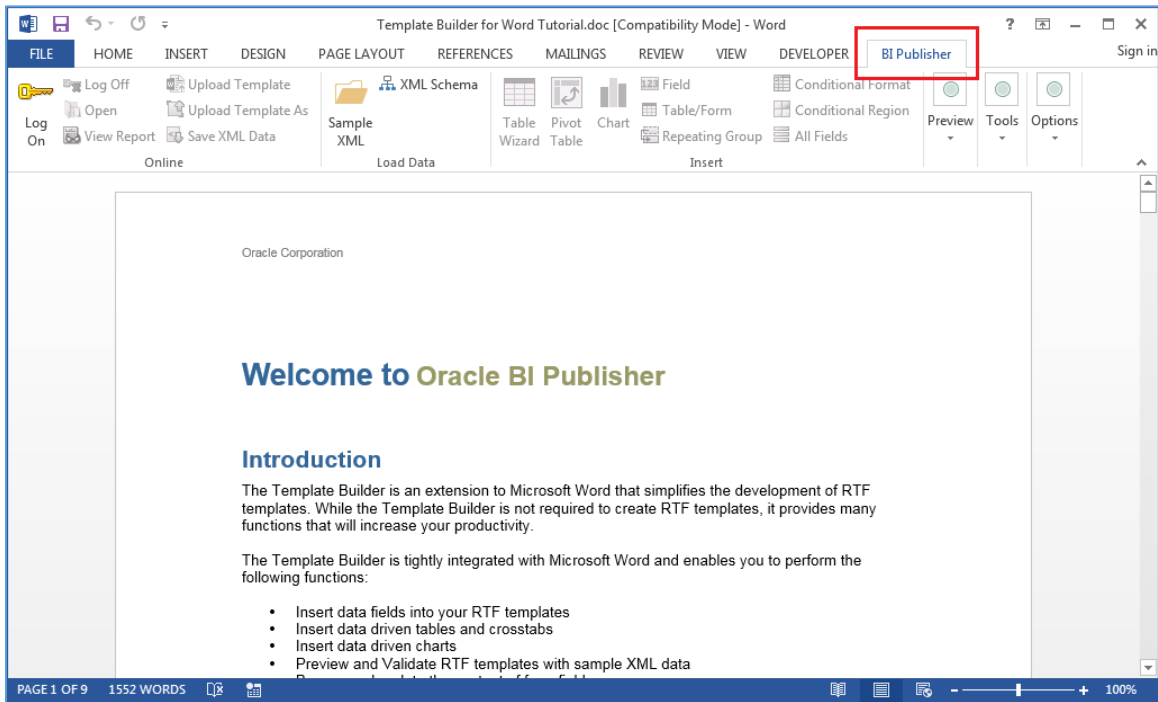 Template Builder for Word Tutorial.doc [Compatibility Mode] - Word
FILE HOME INSERT DESIGN PAGE LAYOUT REFERENCES MAILINGS REVIEW VIEW DEVELOPER BI Publisher Sign in
Log On
Log Off
Open
View Report
Upload Template
Upload Template As
Save XML Data
Online
Sample XML
XML Schema
Load Data
Table Wizard
Pivot Table
Chart
123 Field
Table/Form
Repeating Group
Conditional Format
Conditional Region
All Fields
Insert
Preview
Tools
Options
Oracle Corporation
Welcome to Oracle BI Publisher
Introduction
The Template Builder is an extension to Microsoft Word that simplifies the development of RTF
templates. While the Template Builder is not required to create RTF templates, it provides many
functions that will increase your productivity.
The Template Builder is tightly integrated with Microsoft Word and enables you to perform the
following functions:
• Insert data fields into your RTF templates
• Insert data driven tables and crosstabs
• Insert data driven charts
• Preview and Validate RTF templates with sample XML data
PAGE 1 OF 9 1552 WORDS 100%